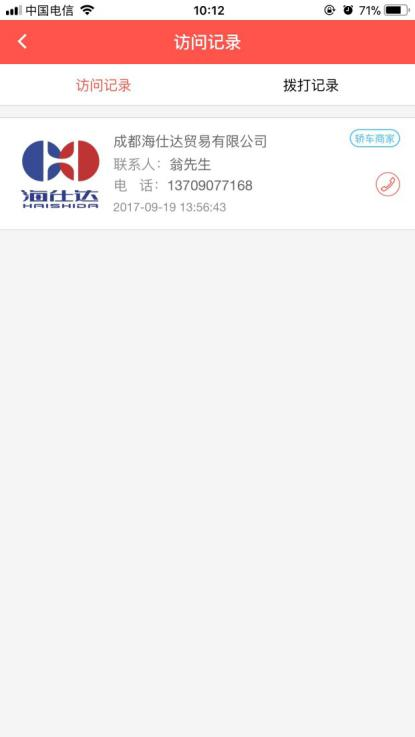 中国电信 10:12 71%
访问记录
访问记录 拨打记录
成都海仕达贸易有限公司 轿车商家
联系人：翁先生
电 话：13709077168
2017-09-19 13:56:43
海仕达
HAISHIDA